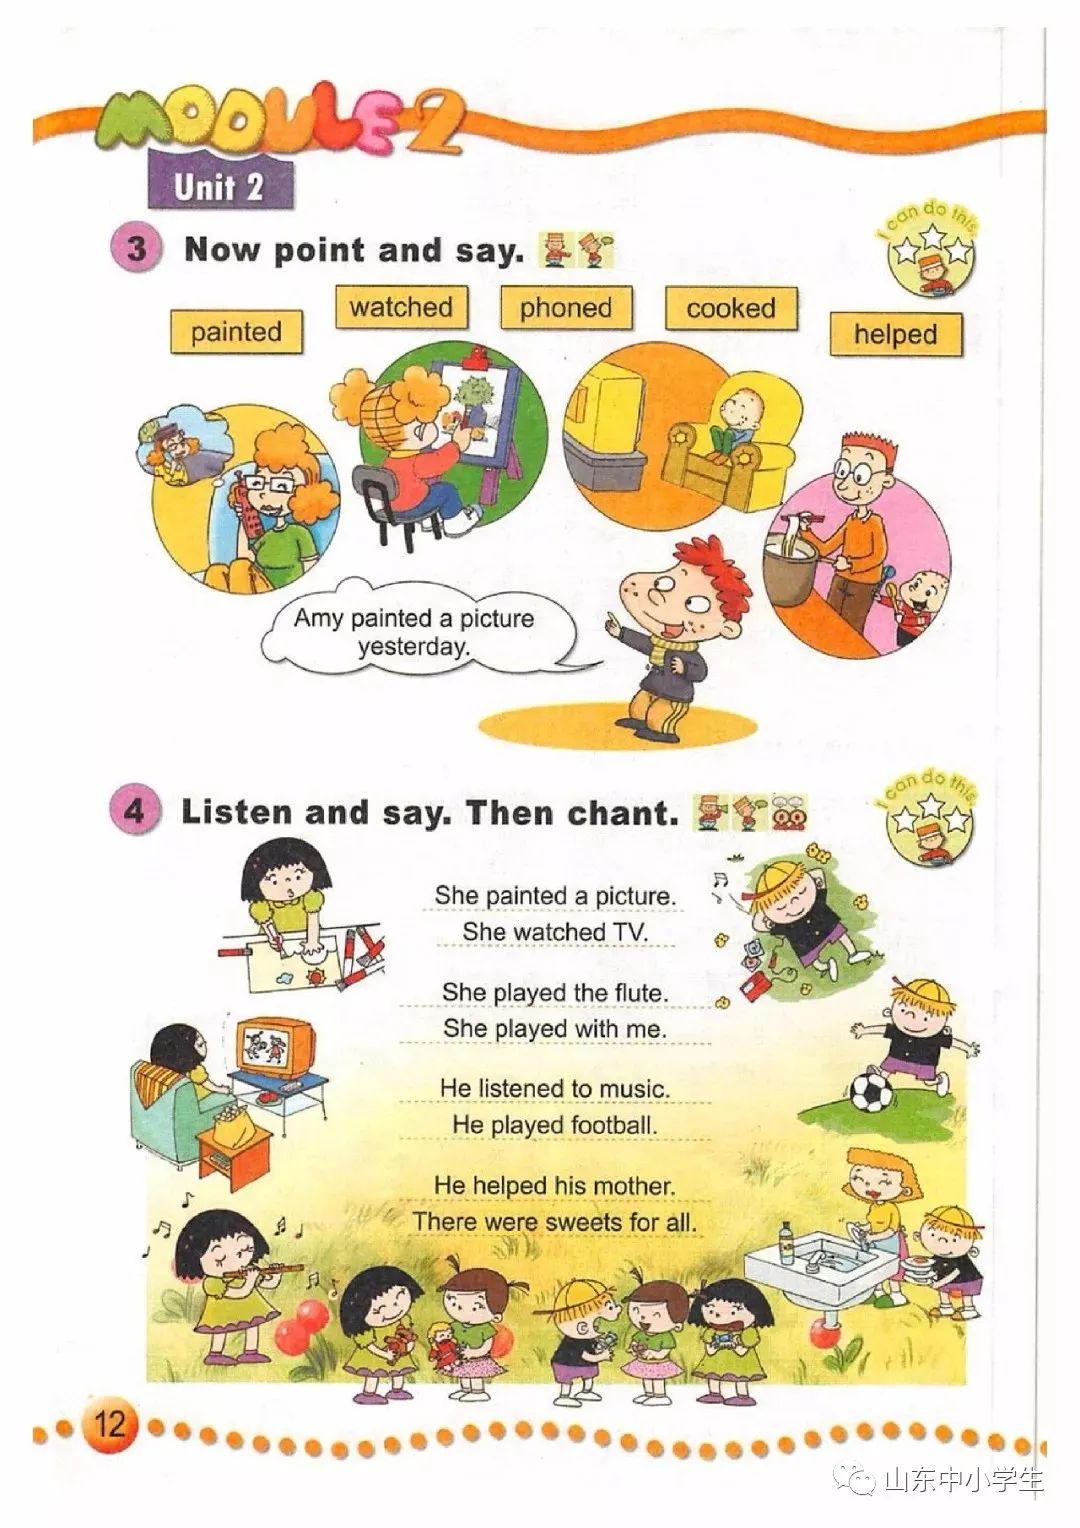 MODULE 2
Unit 2
3 Now point and say.
I can do this.
painted
watched
phoned
cooked
helped
Amy painted a picture
yesterday.
4 Listen and say. Then chant.
I can do this.
She painted a picture.
She watched TV.
She played the flute.
She played with me.
He listened to music.
He played football.
He helped his mother.
There were sweets for all.
12
山东中小学生